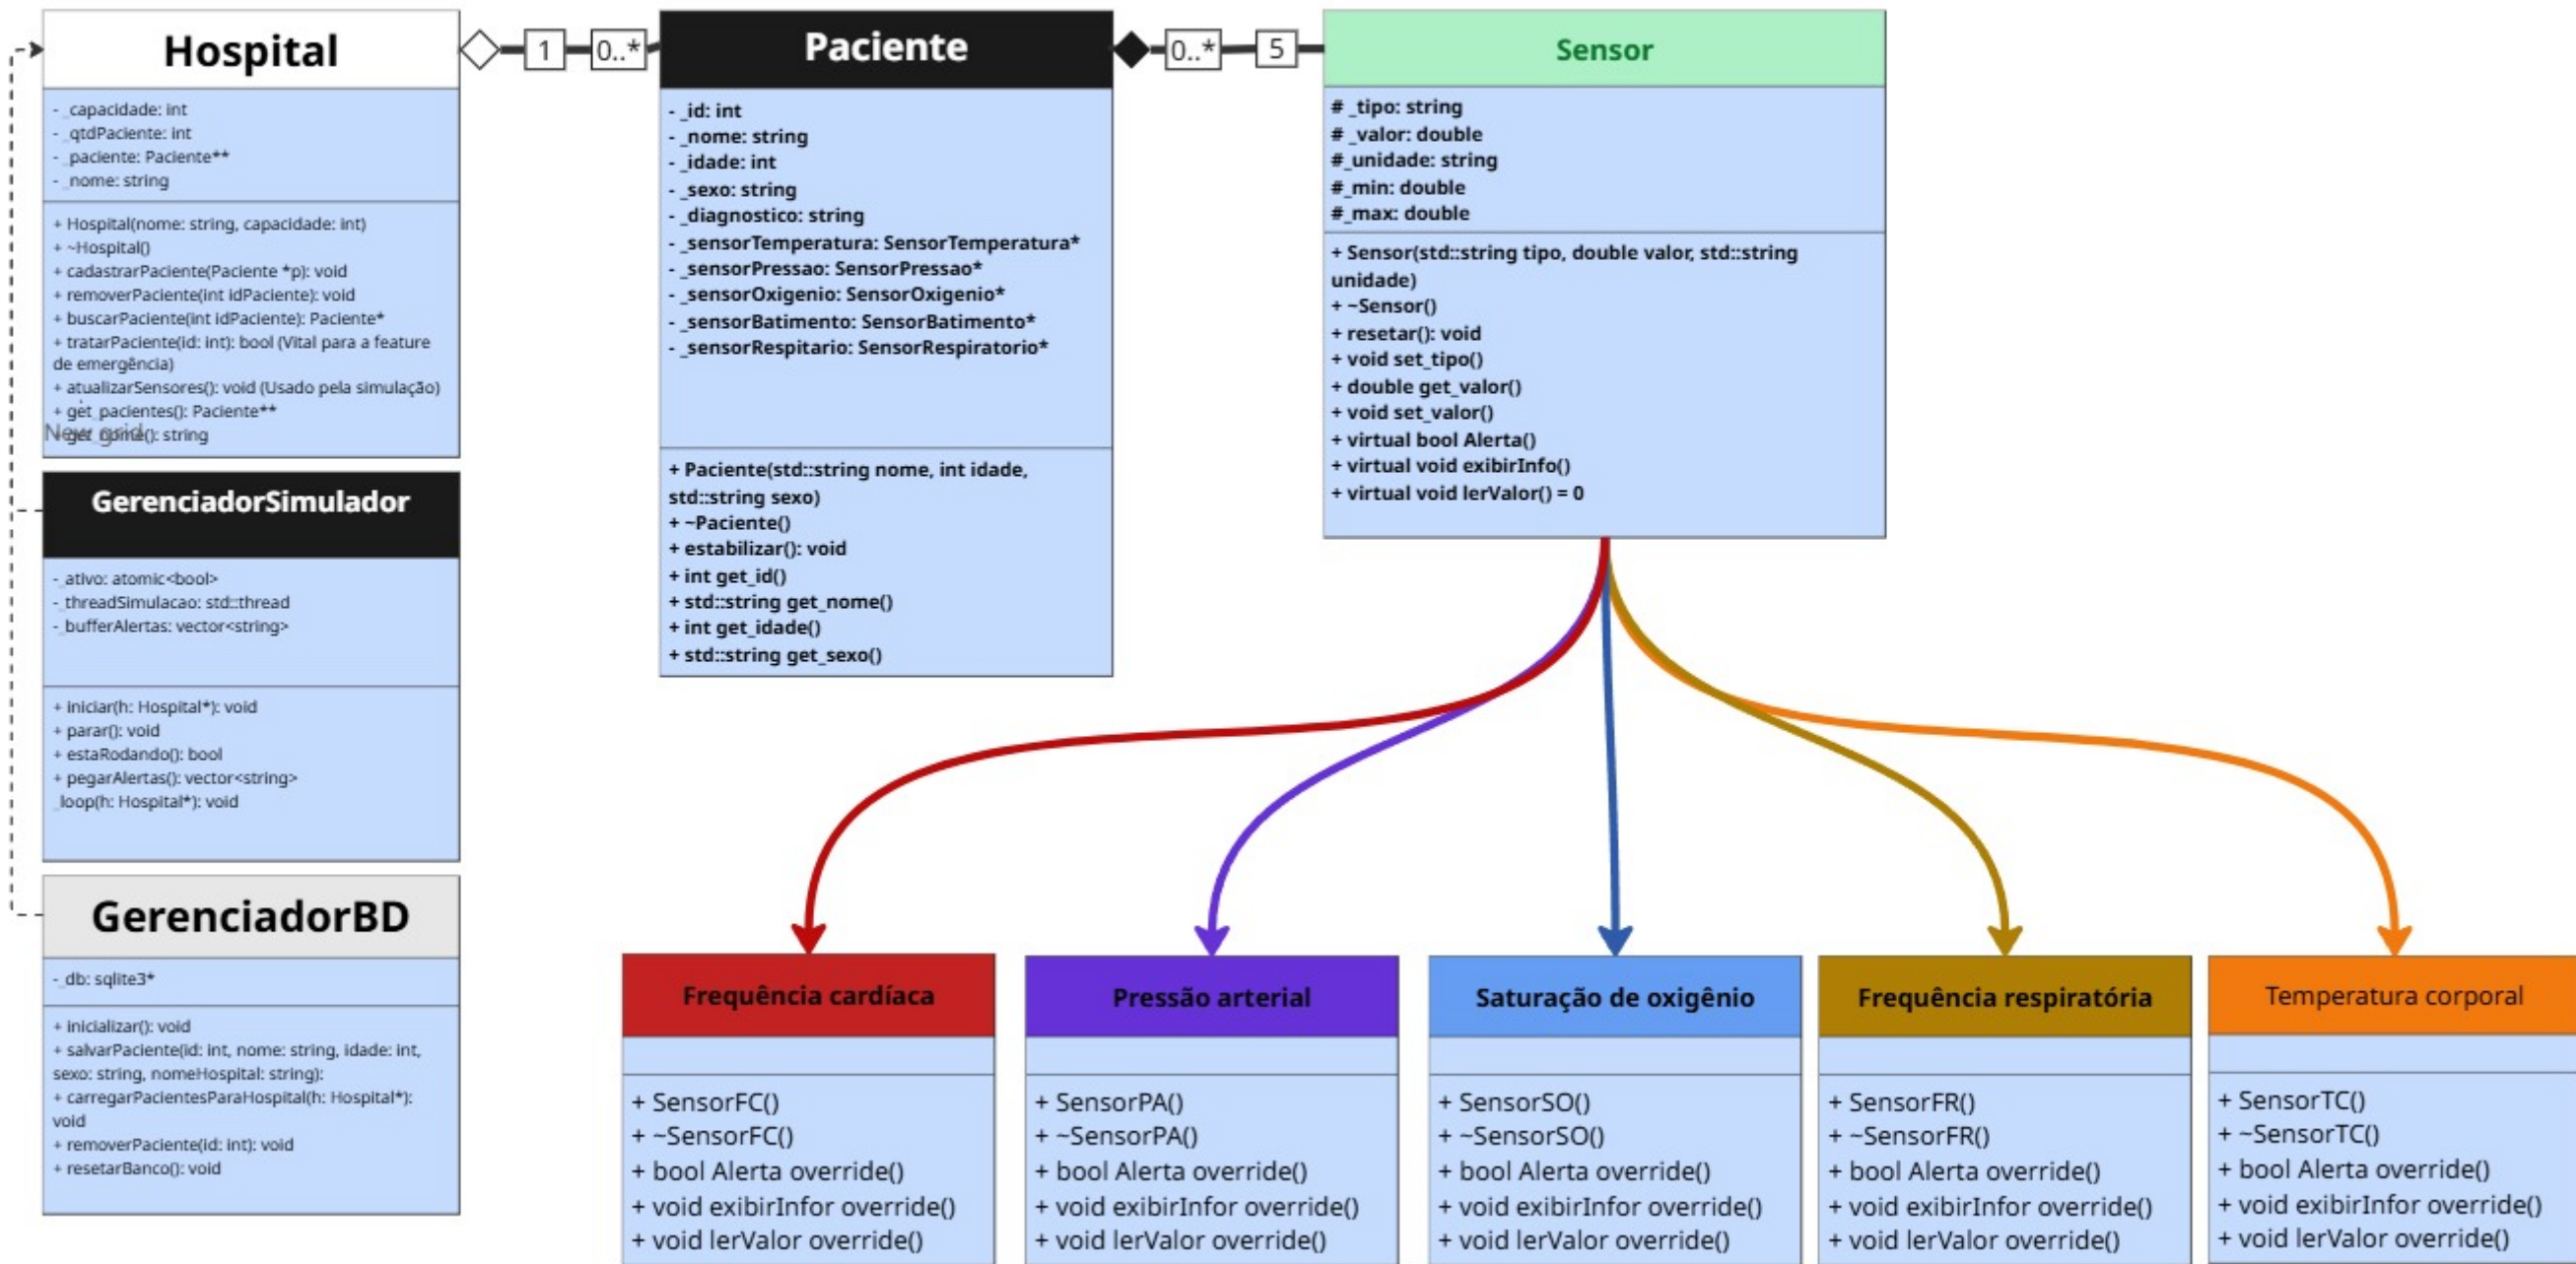 Hospital
- _capacidade: int
- _qtdPaciente: int
- _paciente: Paciente**
- _nome: string
+ Hospital(nome: string, capacidade: int)
+ ~Hospital()
+ cadastrarPaciente(Paciente *p): void
+ removerPaciente(int idPaciente): void
+ buscarPaciente(int idPaciente): Paciente*
+ tratarPaciente(id: int): bool (Vital para a feature
de emergência)
+ atualizarSensores(): void (Usado pela simulação)
+ get_pacientes(): Paciente**
+ get_nome(): string
New grid
1
0..*
Paciente
- _id: int
- _nome: string
- _idade: int
- _sexo: string
- _diagnostico: string
- _sensorTemperatura: SensorTemperatura*
- _sensorPressao: SensorPressao*
- _sensorOxigenio: SensorOxigenio*
- _sensorBatimento: SensorBatimento*
- _sensorRespitario: SensorRespiratorio*
+ Paciente(std::string nome, int idade,
std::string sexo)
+ ~Paciente()
+ estabilizar(): void
+ int get_id()
+ std::string get_nome()
+ int get_idade()
+ std::string get_sexo()
0..*
5
Sensor
# _tipo: string
# _valor: double
#_unidade: string
#_min: double
#_max: double
+ Sensor(std::string tipo, double valor, std::string
unidade)
+ ~Sensor()
+ resetar(): void
+ void set_tipo()
+ double get_valor()
+ void set_valor()
+ virtual bool Alerta()
+ virtual void exibirInfo()
+ virtual void lerValor() = 0
GerenciadorSimulador
-_ativo: atomic<bool>
-_threadSimulacao: std::thread
-_bufferAlertas: vector<string>
+ iniciar(h: Hospital*): void
+ parar(): void
+ estaRodando(): bool
+ pegarAlertas(): vector<string>
_loop(h: Hospital*): void
GerenciadorBD
-_db: sqlite3*
+ inicializar(): void
+ salvarPaciente(id: int, nome: string, idade: int,
sexo: string, nomeHospital: string):
+ carregarPacientesParaHospital(h: Hospital*):
void
+ removerPaciente(id: int): void
+ resetarBanco(): void
Frequência cardíaca
+ SensorFC()
+ ~SensorFC()
+ bool Alerta override()
+ void exibirInfor override()
+ void lerValor override()
Pressão arterial
+ SensorPA()
+ ~SensorPA()
+ bool Alerta override()
+ void exibirInfor override()
+ void lerValor override()
Saturação de oxigênio
+ SensorSO()
+ ~SensorSO()
+ bool Alerta override()
+ void exibirInfor override()
+ void lerValor override()
Frequência respiratória
+ SensorFR()
+ ~SensorFR()
+ bool Alerta override()
+ void exibirInfor override()
+ void lerValor override()
Temperatura corporal
+ SensorTC()
+ ~SensorTC()
+ bool Alerta override()
+ void exibirInfor override()
+ void lerValor override()